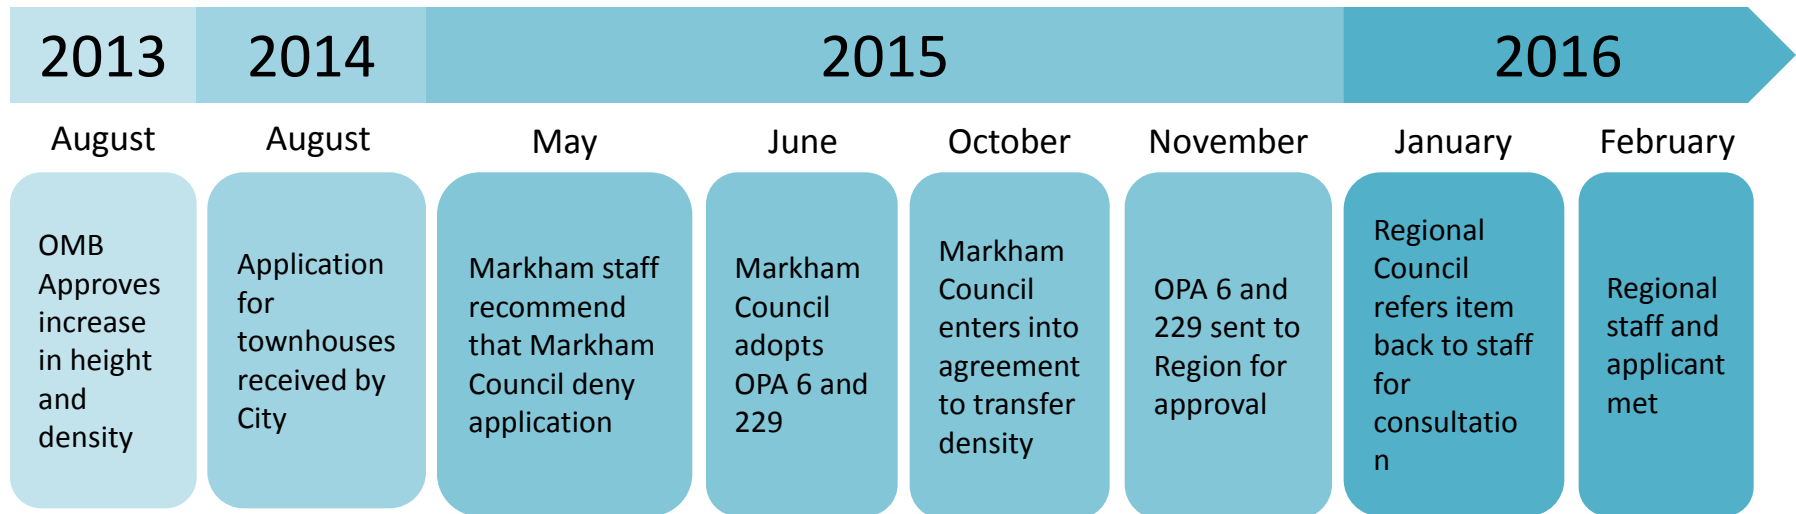 2013
2014
2015
2016
August
August
May
June
October
November
January
February
OMB
Approves
increase
in height
and
density
Application
for
townhouses
received by
City
Markham staff
recommend
that Markham
Council deny
application
Markham
Council
adopts
OPA 6 and
229
Markham
Council
enters into
agreement
to transfer
density
OPA 6 and
229 sent to
Region for
approval
Regional
Council
refers item
back to staff
for
consultatio
n
Regional
staff and
applicant
met